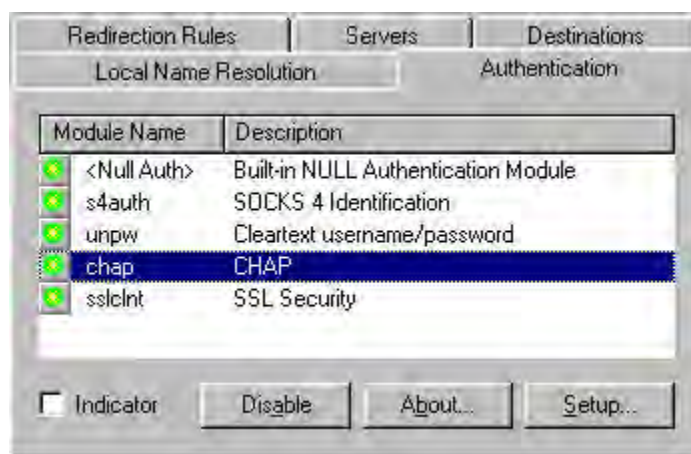 Redirection Rules Servers Destinations
Local Name Resolution Authentication
Module Name Description
<Null Auth> Built-in NULL Authentication Module
s4auth SOCKS 4 Identification
unpw Cleartext username/password
chap CHAP
sslclnt SSL Security
Indicator Disable About... Setup...